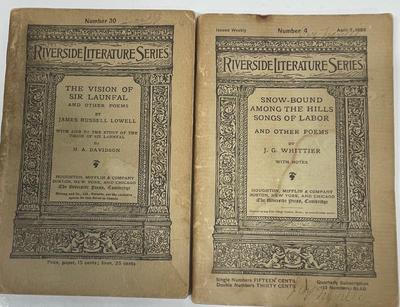 Number 30
RIVERSIDE LITERATURE SERIES
THE VISION OF
SIR LAUNFAL
AND OTHER POEMS
BY
JAMES RUSSELL LOWELL
WITH AIDS TO THE STUDY OF THE
VISION OF SIR LAUNFAL
BY
H. A. DAVIDSON
HOUGHTON, MIFFLIN & COMPANY
BOSTON, NEW YORK, AND CHICAGO
The Riverside Press, Cambridge
Price, paper, 15 cents; linen, 25 cents
Issued Weekly
Number 4
RIVERSIDE LITERATURE SERIES
SNOW-BOUND
AMONG THE HILLS
SONGS OF LABOR
AND OTHER POEMS
BY
J. G. WHITTIER
WITH NOTES
HOUGHTON, MIFFLIN & COMPANY
BOSTON, NEW YORK, AND CHICAGO
The Riverside Press, Cambridge
Single Numbers FIFTEEN CENTS
Double Numbers THIRTY CENTS
Quarterly Subscription